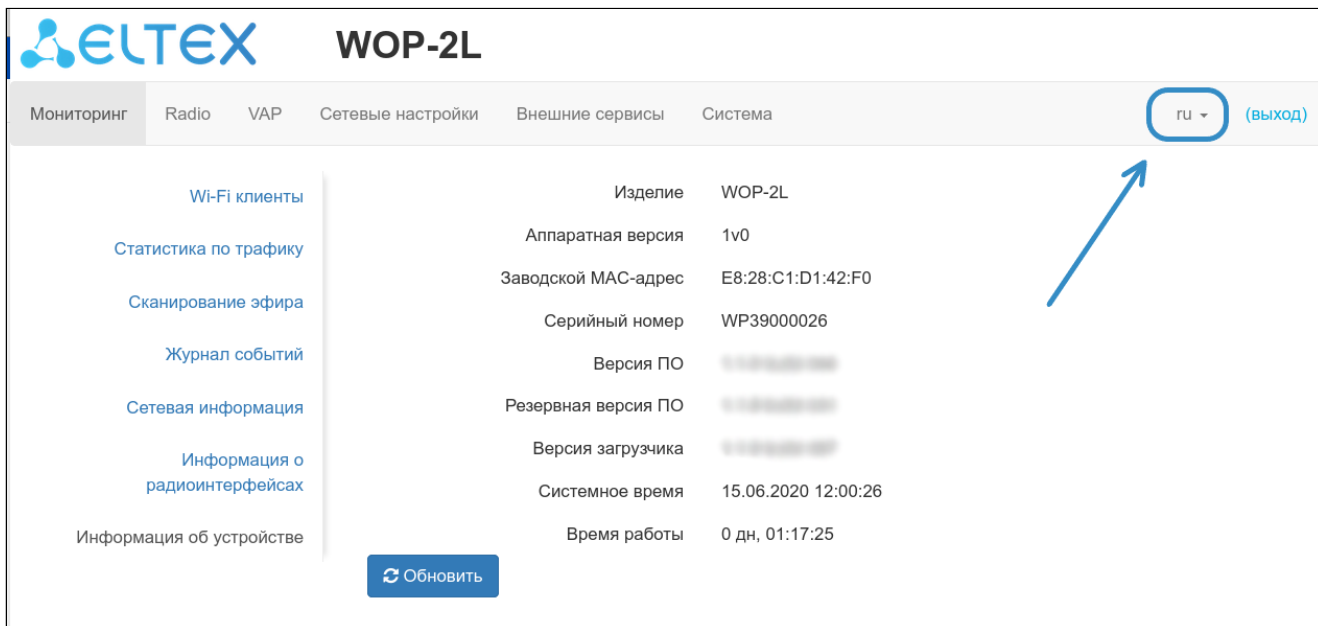 ELTEX WOP-2L
Мониторинг Radio VAP Сетевые настройки Внешние сервисы Система ru (выход)
Wi-Fi клиенты
Статистика по трафику
Сканирование эфира
Журнал событий
Сетевая информация
Информация о
радиоинтерфейсах
Информация об устройстве
Изделие WOP-2L
Аппаратная версия 1v0
Заводской MAC-адрес E8:28:C1:D1:42:F0
Серийный номер WP39000026
Версия ПО
Резервная версия ПО
Версия загрузчика
Системное время 15.06.2020 12:00:26
Время работы 0 дн, 01:17:25
Обновить